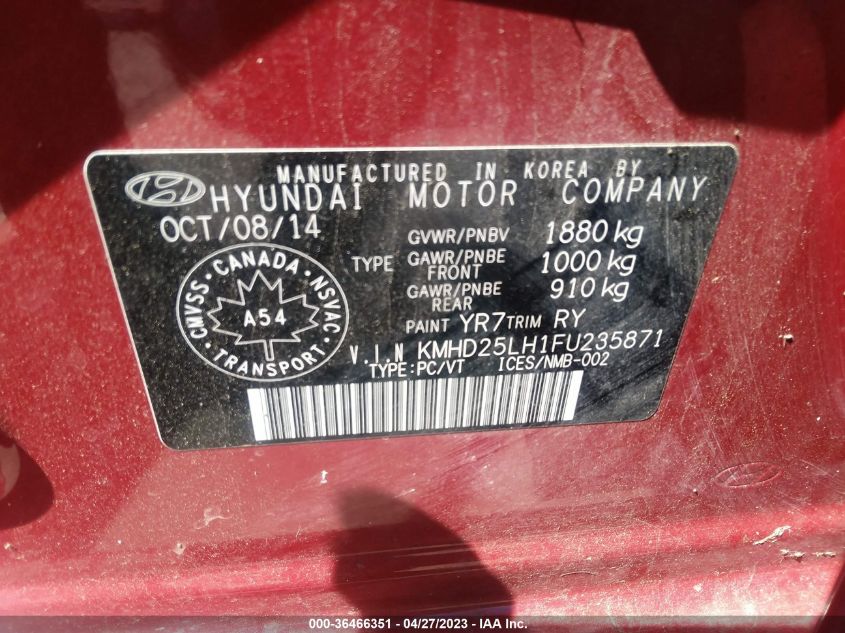 MANUFACTURED IN KOREA BY
HYUNDAI MOTOR COMPANY
OCT/08/14
GVWR/PNBV 1880 kg
TYPE GAWR/PNBE FRONT 1000 kg
GAWR/PNBE REAR 910 kg
PAINT YR7 TRIM RY
V.I.N KMHD25LH1FU235871
TYPE:PC/VT ICES/NMB-002
CMVSS · CANADA · NSVAC
A54
TRANSPORT
000-36466351 - 04/27/2023 - IAA Inc.